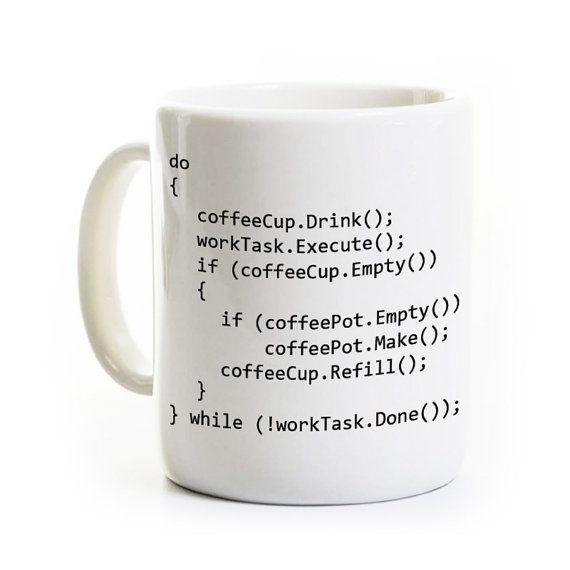 do
{
coffeeCup.Drink();
workTask.Execute();
if (coffeeCup.Empty())
{
if (coffeePot.Empty())
coffeePot.Make();
coffeeCup.Refill();
}
} while (!workTask.Done());